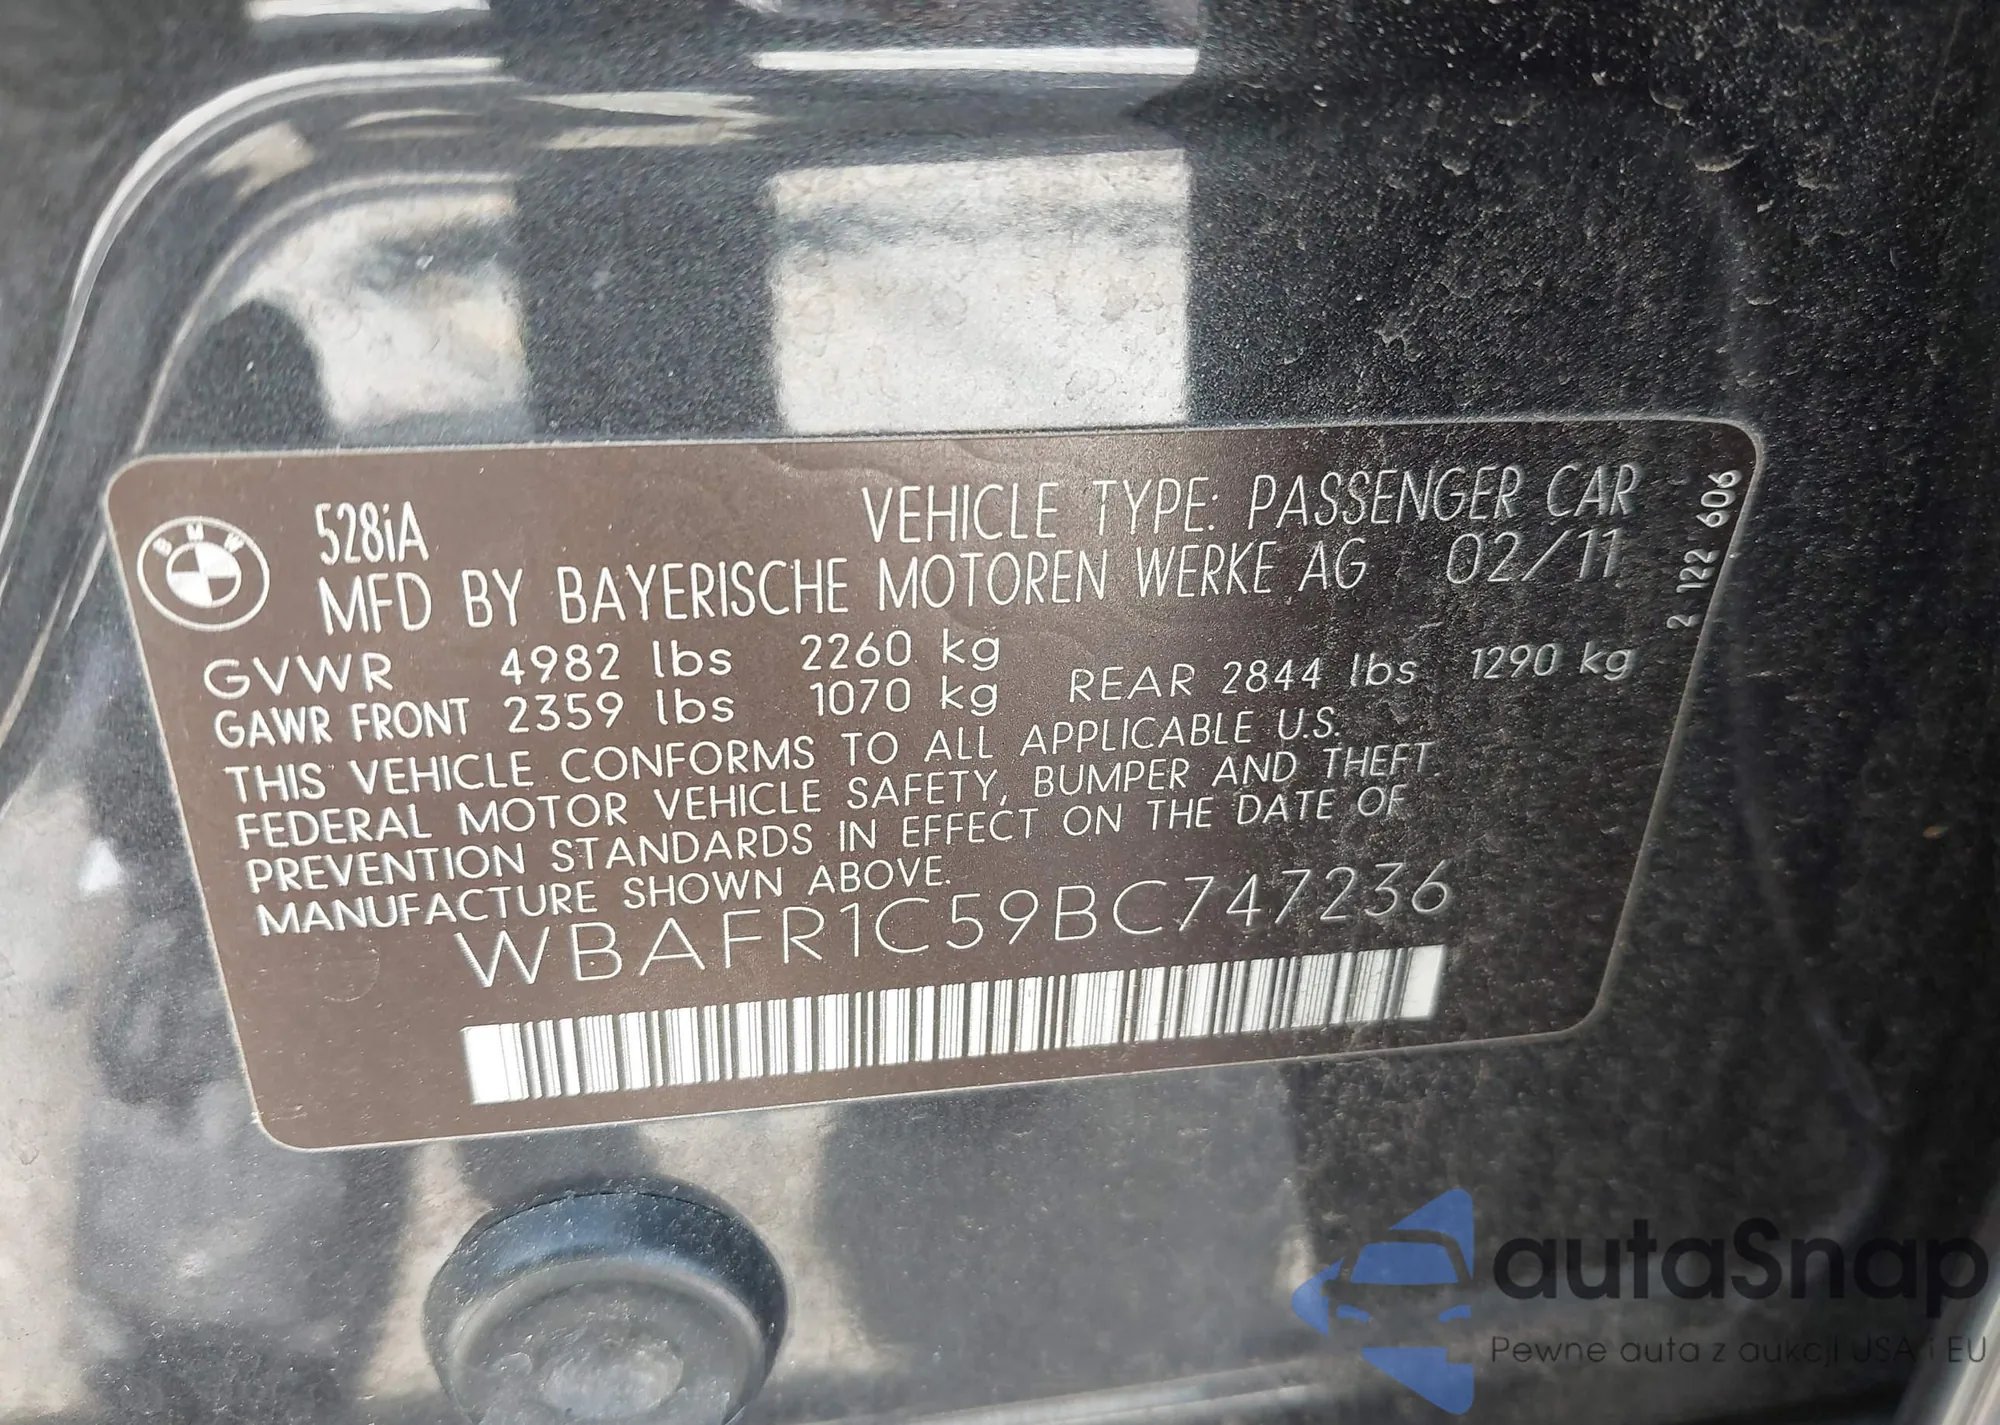 BMW
528iA
VEHICLE TYPE: PASSENGER CAR
MFD BY BAYERISCHE MOTOREN WERKE AG 02/11
2 122 606
GVWR 4982 lbs 2260 kg
GAWR FRONT 2359 lbs 1070 kg REAR 2844 lbs 1290 kg
THIS VEHICLE CONFORMS TO ALL APPLICABLE U.S.
FEDERAL MOTOR VEHICLE SAFETY, BUMPER AND THEFT
PREVENTION STANDARDS IN EFFECT ON THE DATE OF
MANUFACTURE SHOWN ABOVE.
WBAFR1C59BC747236
autaSnap
Pewne auta z aukcji USA i EU